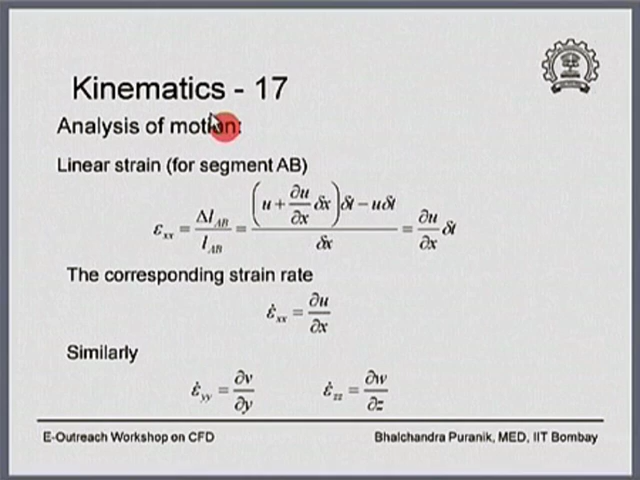 Kinematics - 17
Analysis of motion:
Linear strain (for segment AB)
ε_xx = Δl_AB / l_AB = ((u + ∂u/∂x δx)δt − uδt) / δx = ∂u/∂x δt
The corresponding strain rate
ε̇_xx = ∂u/∂x
Similarly
ε̇_yy = ∂v/∂y ε̇_zz = ∂w/∂z
E-Outreach Workshop on CFD Bhalchandra Puranik, MED, IIT Bombay